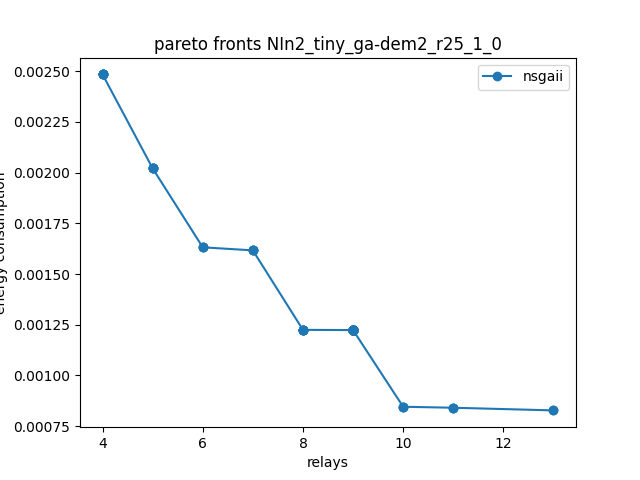 pareto fronts NIn2_tiny_ga-dem2_r25_1_0
nsgaii
0.00250
0.00225
0.00200
0.00175
0.00150
0.00125
0.00100
0.00075
energy consumption
4 6 8 10 12
relays